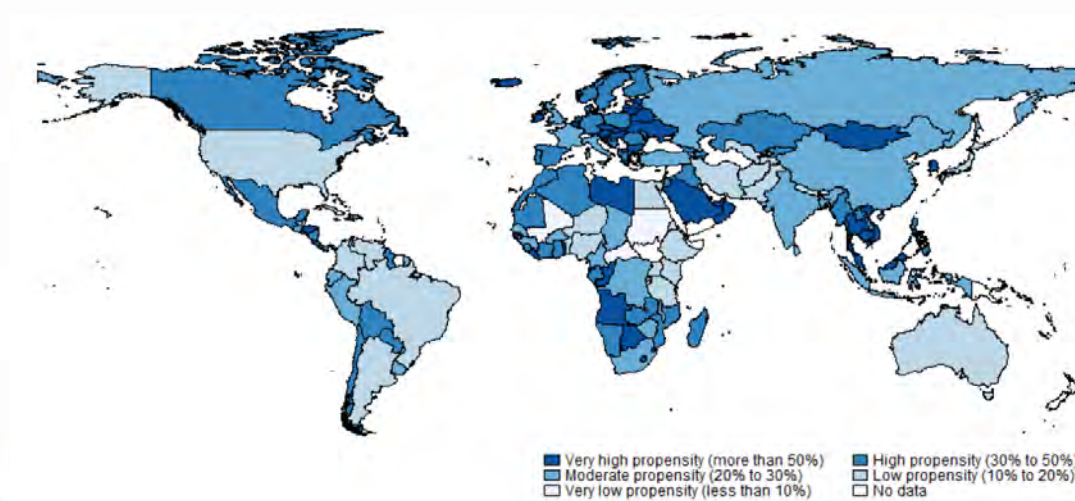 Very high propensity (more than 50%) High propensity (30% to 50%)
Moderate propensity (20% to 30%) Low propensity (10% to 20%)
Very low propensity (less than 10%) No data